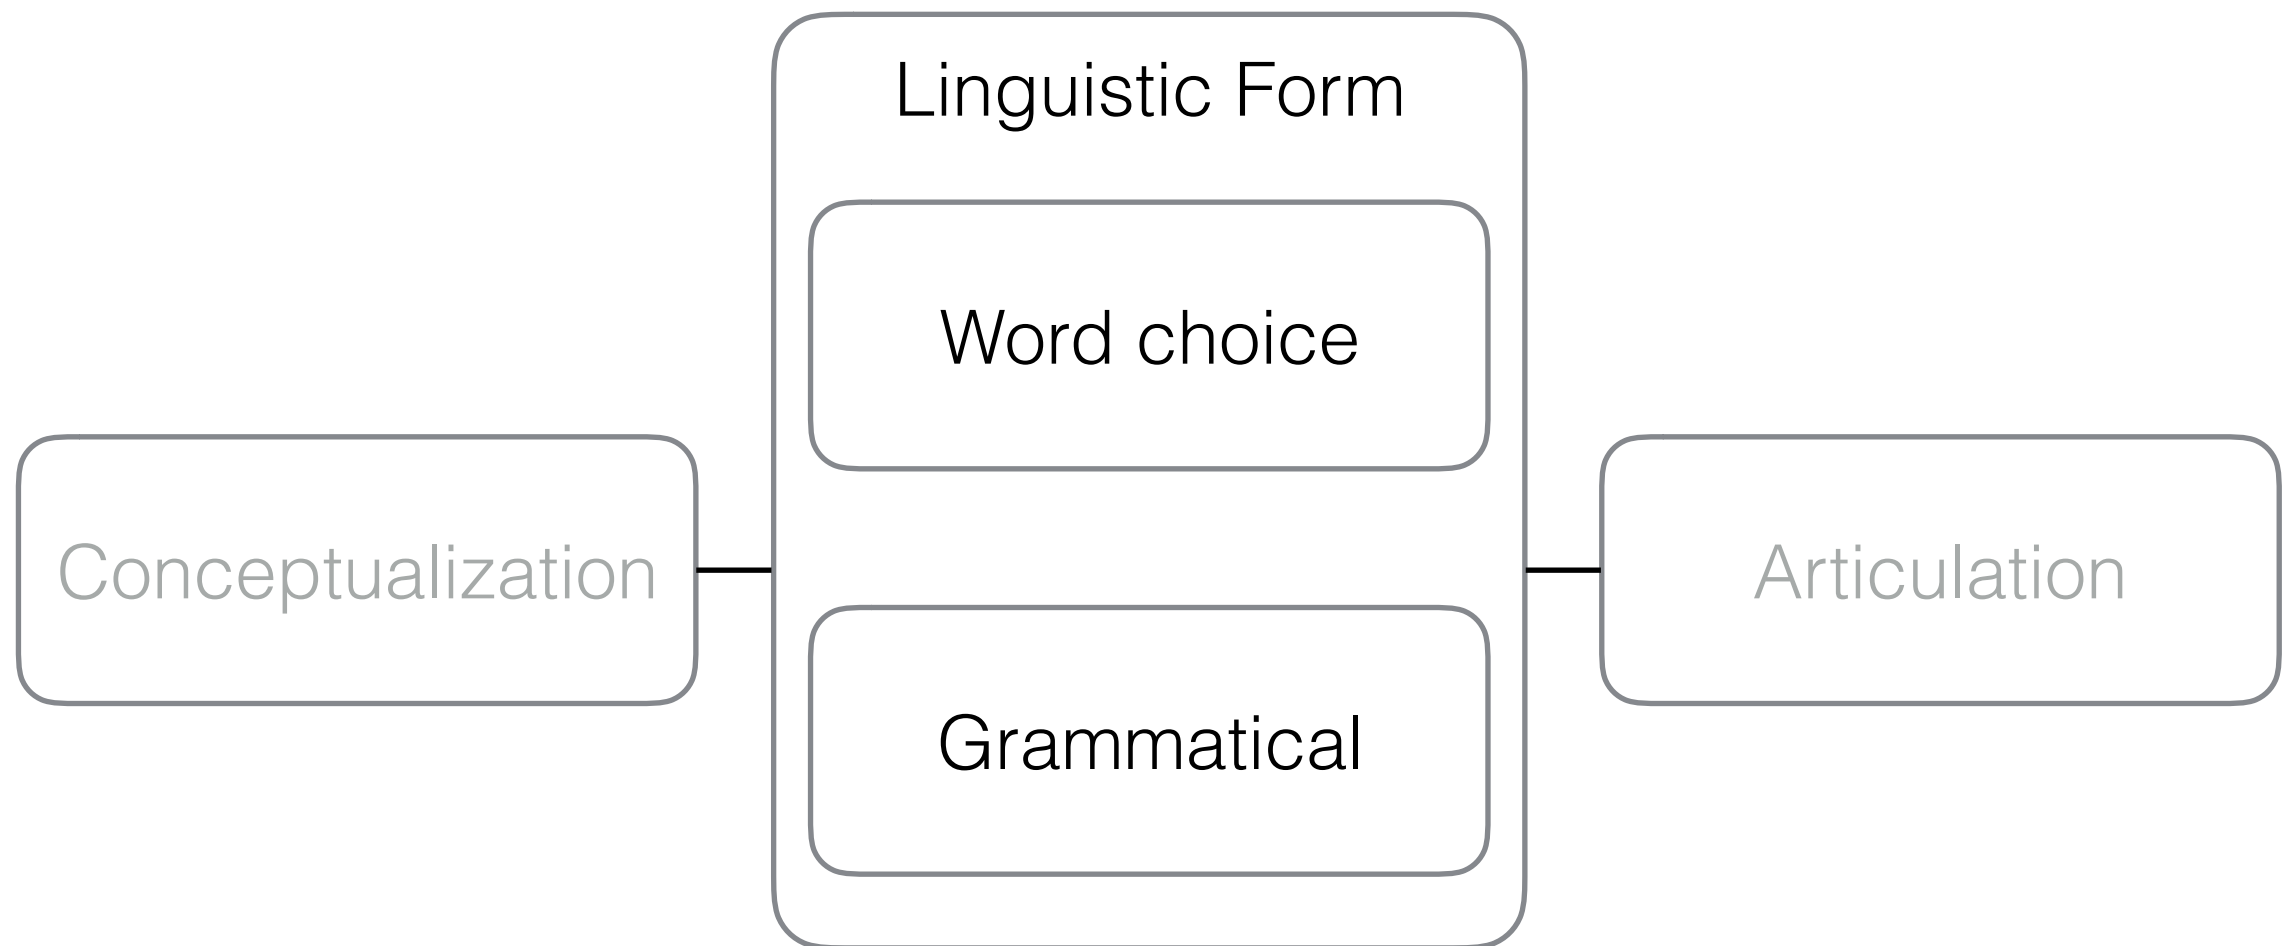 Linguistic Form
Word choice
Conceptualization
Articulation
Grammatical